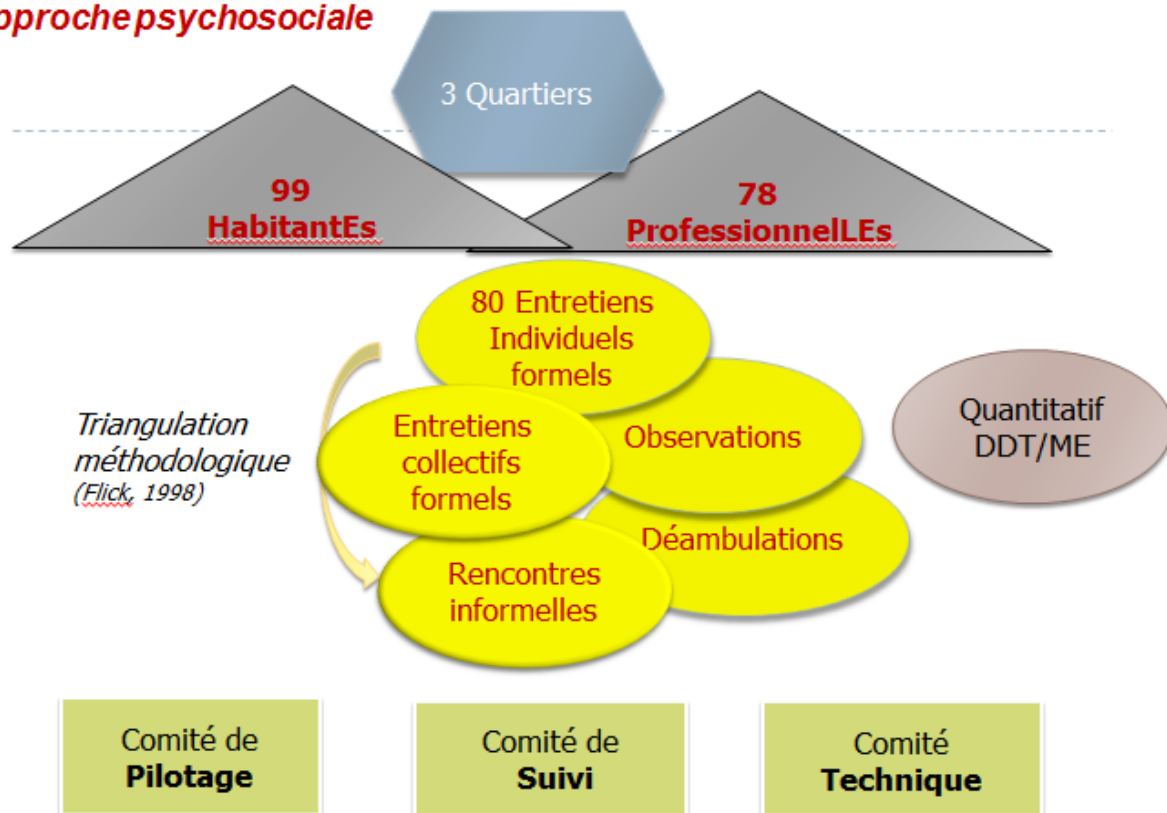 pproche psychosociale
3 Quartiers
99
HabitantEs
78
ProfessionnelLEs
80 Entretiens
Individuels
formels
Triangulation
méthodologique
(Flick, 1998)
Entretiens
collectifs
formels
Observations
Quantitatif
DDT/ME
Déambulations
Rencontres
informelles
Comité de
Pilotage
Comité de
Suivi
Comité
Technique